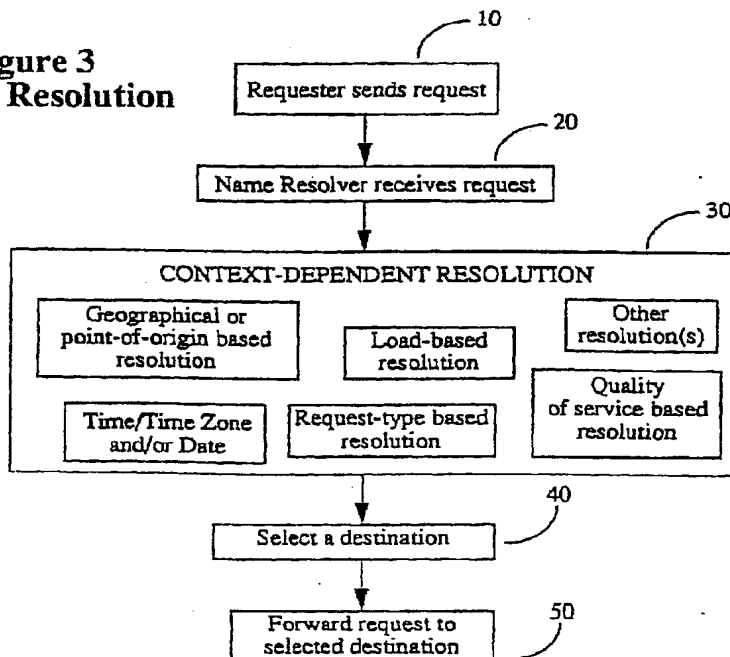 10
gure 3
Resolution
Requester sends request
20
Name Resolver receives request
30
CONTEXT-DEPENDENT RESOLUTION
Geographical or
point-of-origin based
resolution
Load-based
resolution
Other
resolution(s)
Time/Time Zone
and/or Date
Request-type based
resolution
Quality
of service based
resolution
40
Select a destination
50
Forward request to
selected destination